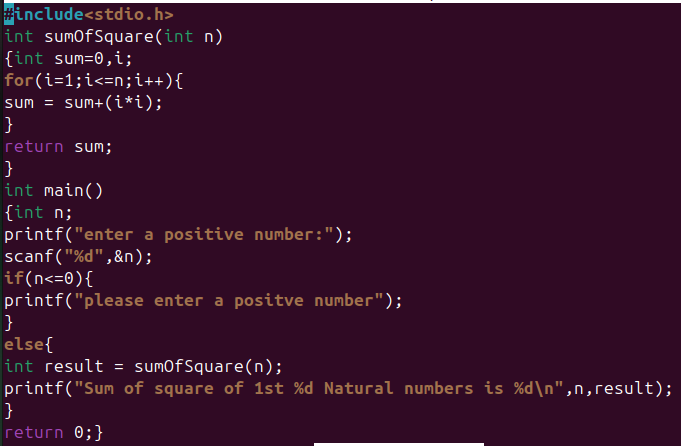 #include<stdio.h>
int sumOfSquare(int n)
{int sum=0,i;
for(i=1;i<=n;i++){
sum = sum+(i*i);
}
return sum;
}
int main()
{int n;
printf("enter a positive number:");
scanf("%d",&n);
if(n<=0){
printf("please enter a positve number");
}
else{
int result = sumOfSquare(n);
printf("Sum of square of 1st %d Natural numbers is %d\n",n,result);
}
return 0;}